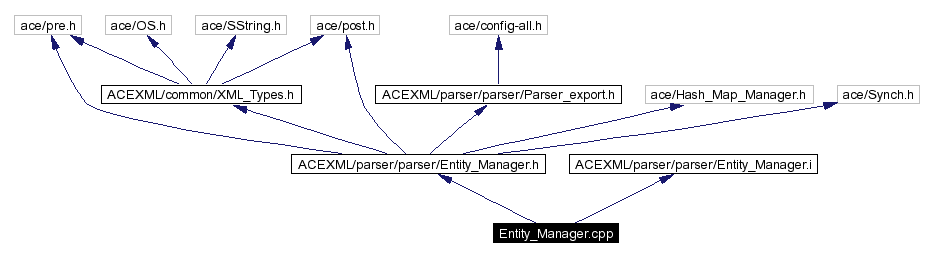 ace/pre.h
ace/OS.h
ace/SString.h
ace/post.h
ace/config-all.h
ACEXML/common/XML_Types.h
ACEXML/parser/parser/Parser_export.h
ace/Hash_Map_Manager.h
ace/Synch.h
ACEXML/parser/parser/Entity_Manager.h
ACEXML/parser/parser/Entity_Manager.i
Entity_Manager.cpp